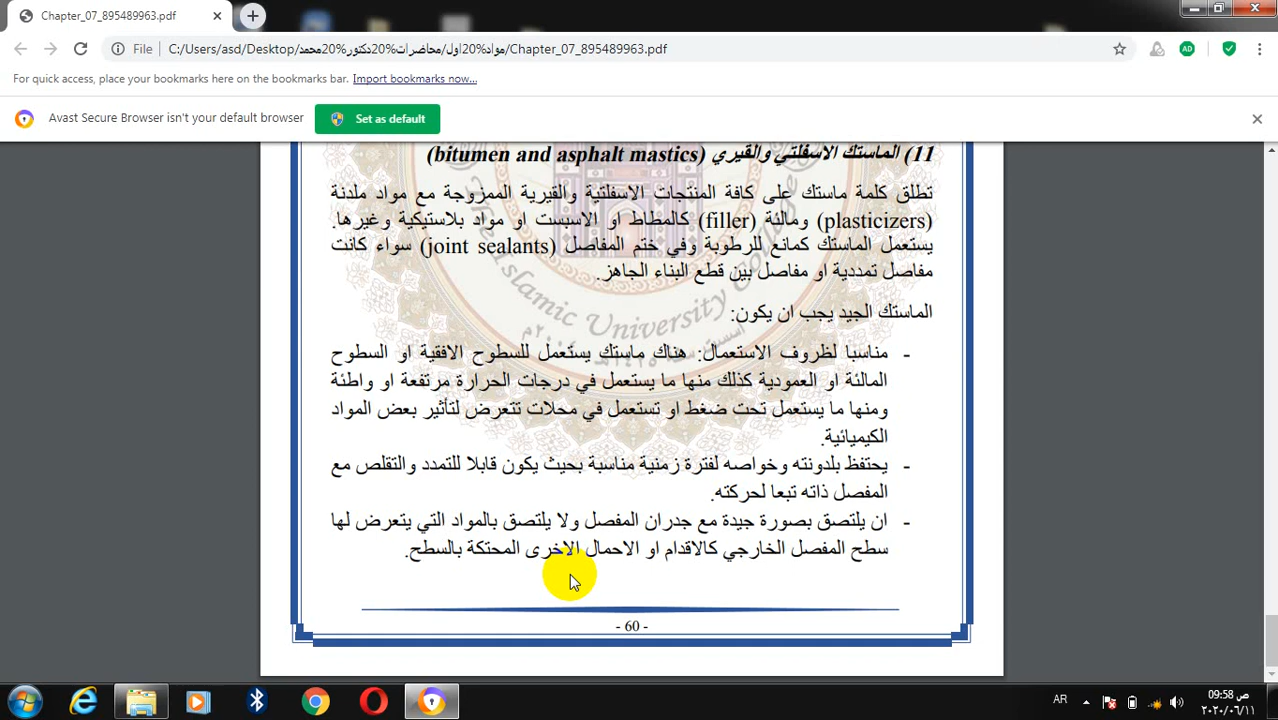 Chapter_07_895489963.pdf
File
C:/Users/asd/Desktop/مواد%20اول/محاضرات%20دكتور%20محمد/Chapter_07_895489963.pdf
For quick access, place your bookmarks here on the bookmarks bar. Import bookmarks now...
Avast Secure Browser isn't your default browser
Set as default
11) الماستك الاسفلتي والقيري (bitumen and asphalt mastics)
تطلق كلمة ماستك على كافة المنتجات الاسفلتية والقيرية الممزوجة مع مواد ملدنة
(plasticizers) ومالئة (filler) كالمطاط او الاسبست او مواد بلاستيكية وغيرها.
يستعمل الماستك كمانع للرطوبة وفي ختم المفاصل (joint sealants) سواء كانت
مفاصل تمددية او مفاصل بين قطع البناء الجاهز.
الماستك الجيد يجب ان يكون:
- مناسبا لظروف الاستعمال: هناك ماستك يستعمل للسطوح الافقية او السطوح
المائلة او العمودية كذلك منها ما يستعمل في درجات الحرارة مرتفعة او واطئة
ومنها ما يستعمل تحت ضغط او تستعمل في محلات تتعرض لتأثير بعض المواد
الكيميائية.
- يحتفظ بلدونته وخواصه لفترة زمنية مناسبة بحيث يكون قابلا للتمدد والتقلص مع
المفصل ذاته تبعا لحركته.
- ان يلتصق بصورة جيدة مع جدران المفصل ولا يلتصق بالمواد التي يتعرض لها
سطح المفصل الخارجي كالاقدام او الاحمال الاخرى المحتكة بالسطح.
The Islamic University College
- 60 -
AR
09:58 ص
٢٠٢٠/٠٦/١١